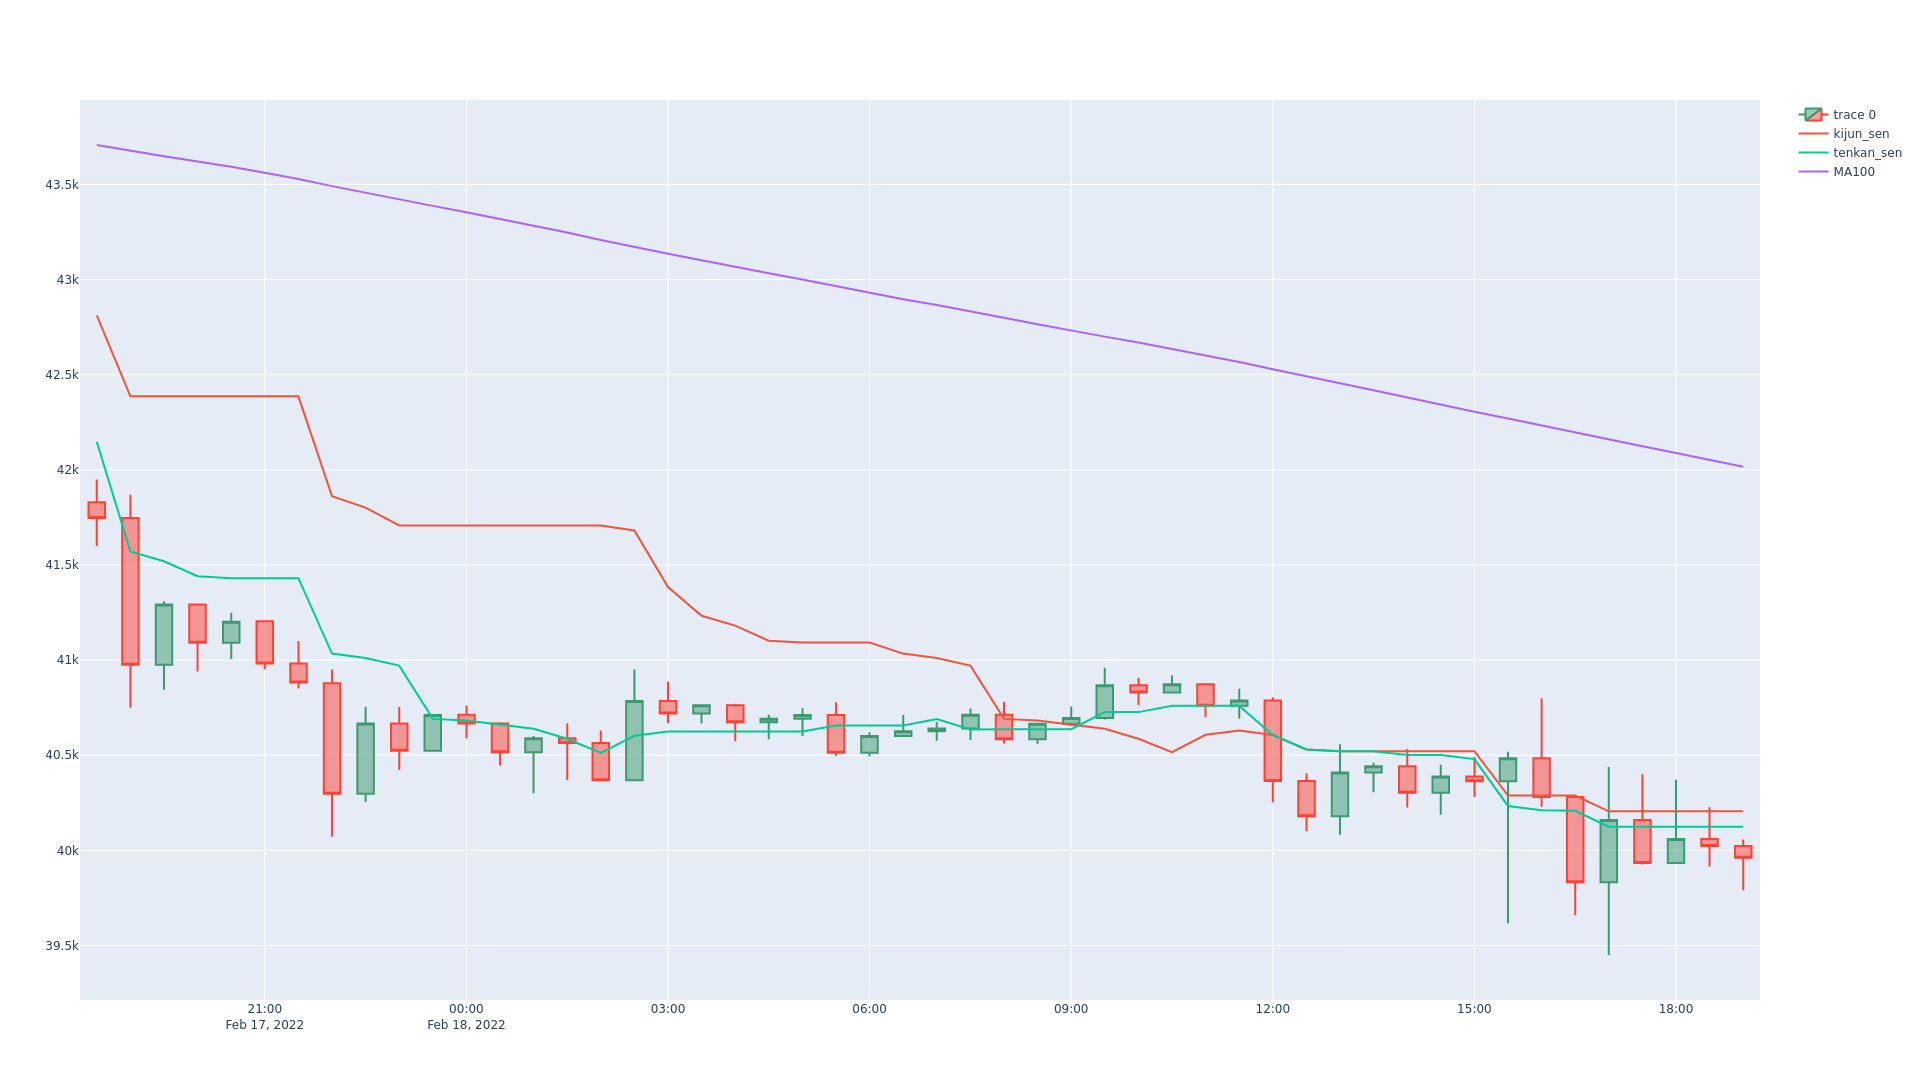 trace 0
kijun_sen
tenkan_sen
MA100
43.5k
43k
42.5k
42k
41.5k
41k
40.5k
40k
39.5k
21:00 00:00 03:00 06:00 09:00 12:00 15:00 18:00
Feb 17, 2022 Feb 18, 2022